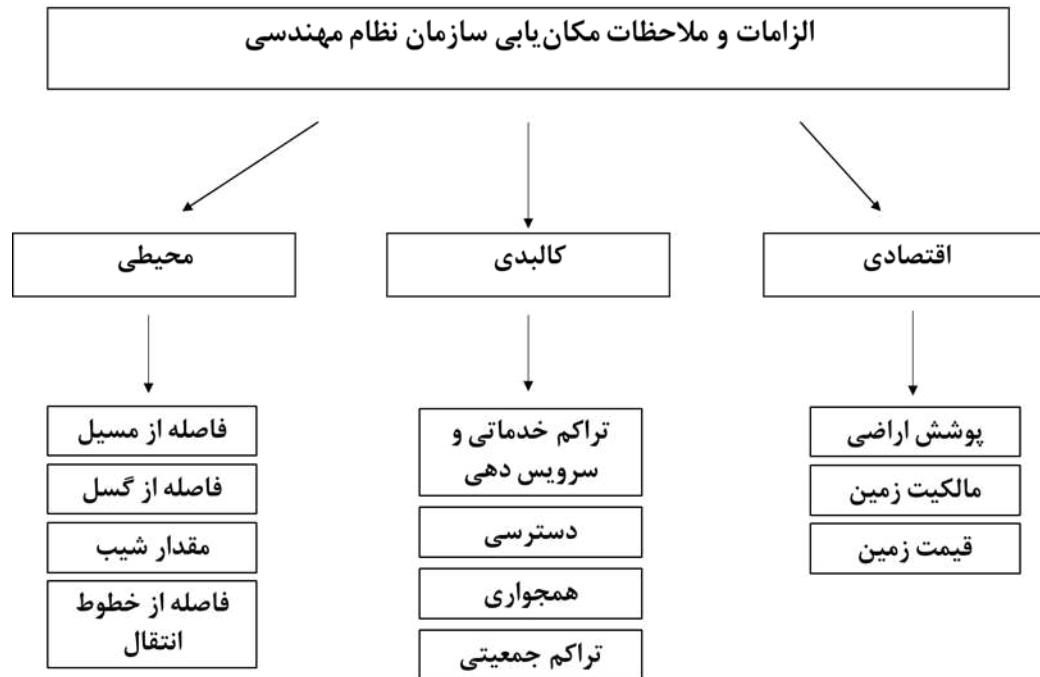 الزامات و ملاحظات مکان‌یابی سازمان نظام مهندسی
اقتصادی
کالبدی
محیطی
پوشش اراضی
مالکیت زمین
قیمت زمین
تراکم خدماتی و
سرویس دهی
دسترسی
همجواری
تراکم جمعیتی
فاصله از مسیل
فاصله از گسل
مقدار شیب
فاصله از خطوط
انتقال